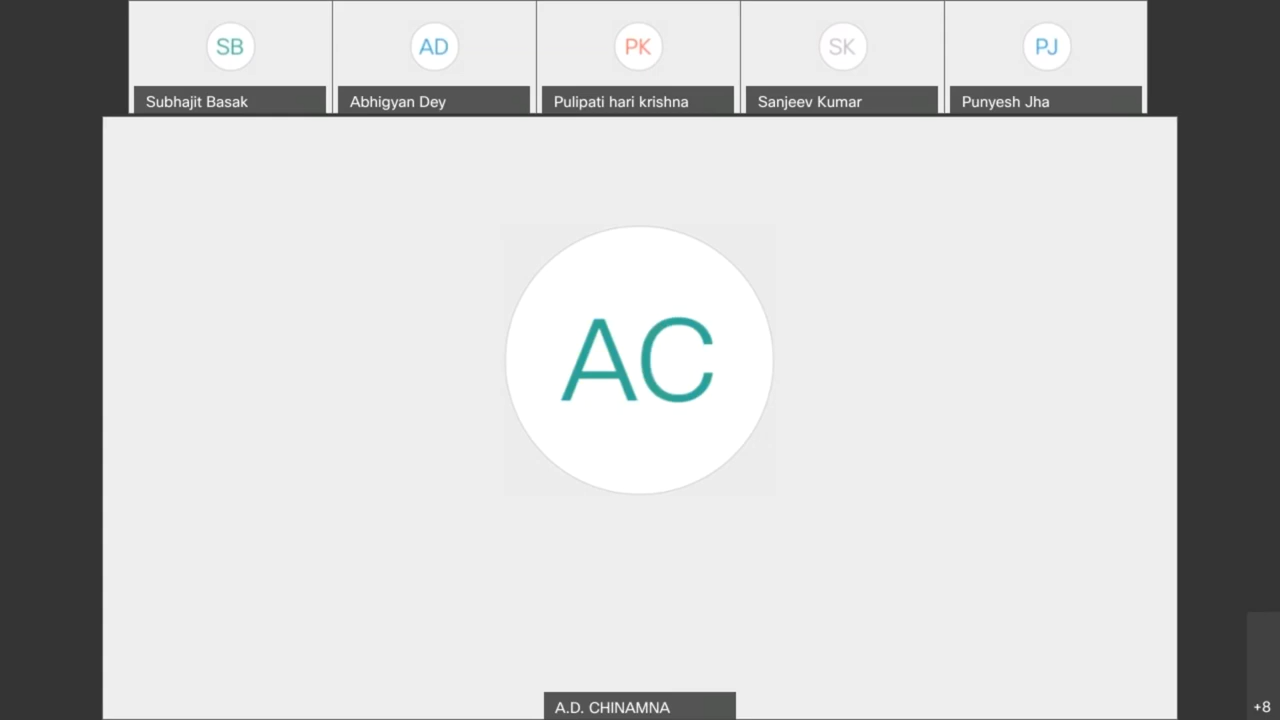 SB
AD
PK
SK
PJ
Subhajit Basak
Abhigyan Dey
Pulipati hari krishna
Sanjeev Kumar
Punyesh Jha
AC
A.D. CHINAMNA
+8